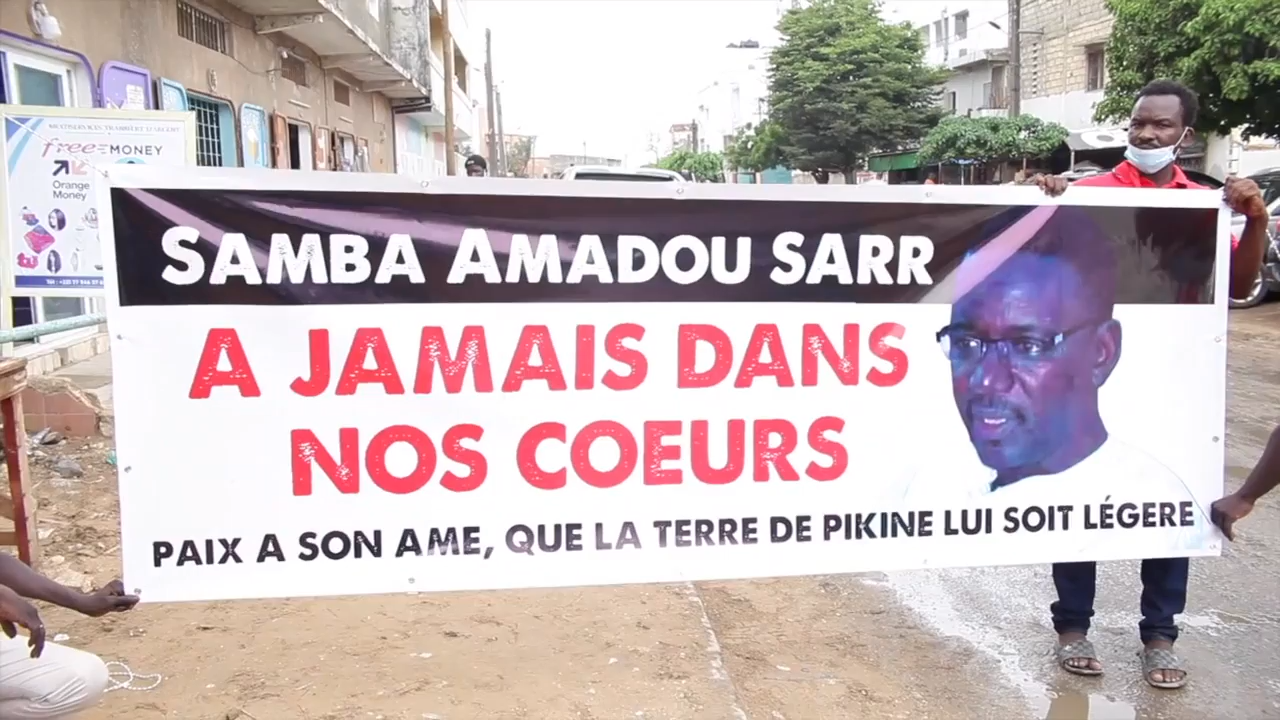 SAMBA AMADOU SARR
A JAMAIS DANS
NOS COEURS
PAIX A SON AME, QUE LA TERRE DE PIKINE LUI SOIT LÉGERE
free MONEY
Orange
Money